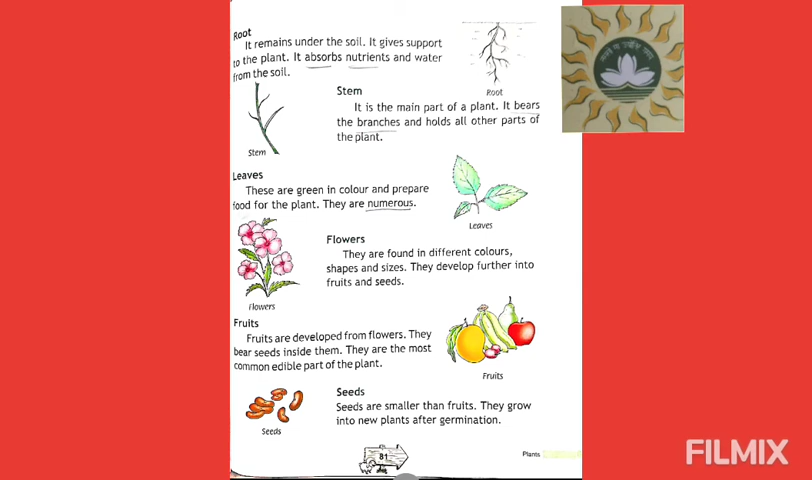 Root
It remains under the soil. It gives support
to the plant. It absorbs nutrients and water
from the soil.
Root
Stem
It is the main part of a plant. It bears
the branches and holds all other parts of
the plant.
Stem
Leaves
These are green in colour and prepare
food for the plant. They are numerous.
Leaves
Flowers
They are found in different colours,
shapes and sizes. They develop further into
fruits and seeds.
Flowers
Fruits
Fruits are developed from flowers. They
bear seeds inside them. They are the most
common edible part of the plant.
Fruits
Seeds
Seeds are smaller than fruits. They grow
into new plants after germination.
Seeds
81
Plants
FILMIX